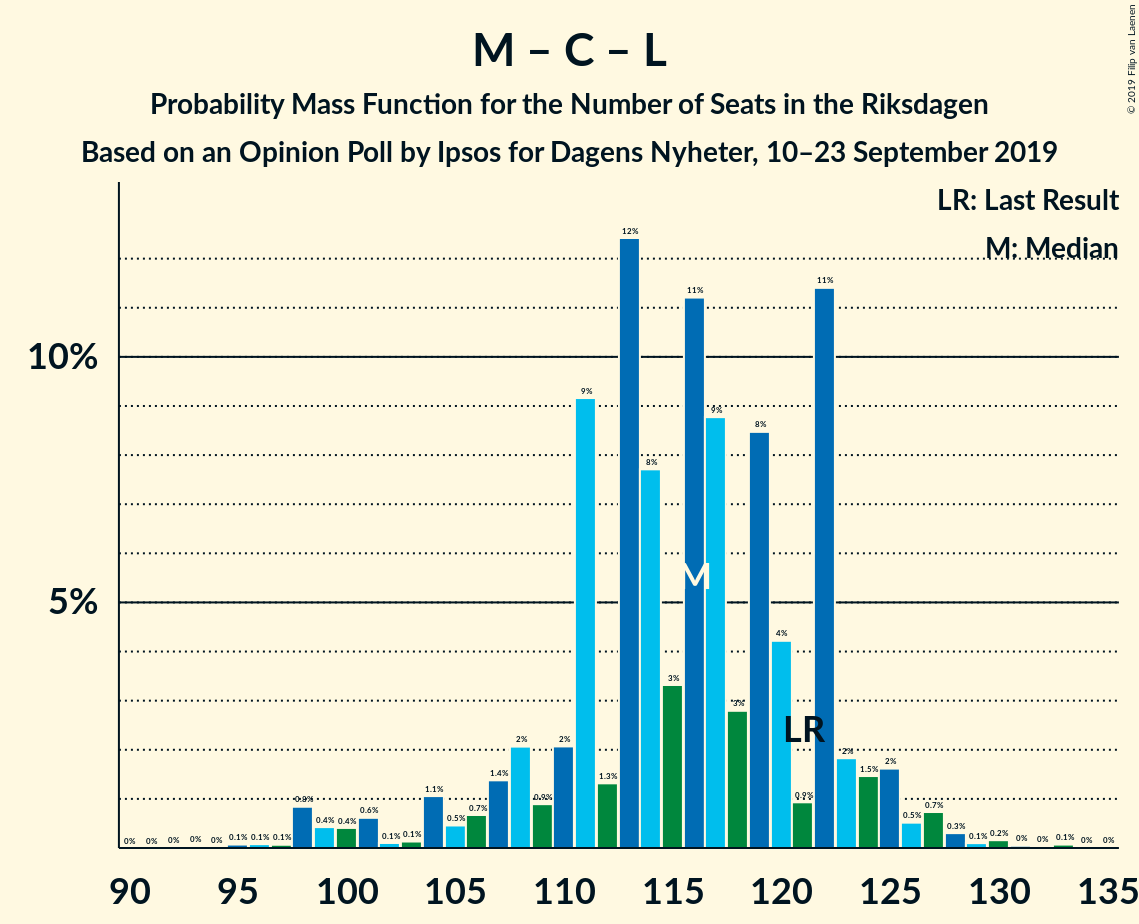 M – C – L
Probability Mass Function for the Number of Seats in the Riksdagen
Based on an Opinion Poll by Ipsos for Dagens Nyheter, 10–23 September 2019
© 2019 Filip van Laenen
LR: Last Result
M: Median
10%
5%
0% 0% 0% 0% 0% 0.1% 0.1% 0.1% 0.8% 0.4% 0.4% 0.6% 0.1% 0.1% 1.1% 0.5% 0.7% 1.4% 2% 0.9% 2% 9% 1.3% 12% 8% 3% 11% 9% 3% 8% 4% 0.9% 11% 2% 1.5% 2% 0.5% 0.7% 0.3% 0.1% 0.2% 0% 0% 0.1% 0% 0%
M
LR
90 95 100 105 110 115 120 125 130 135